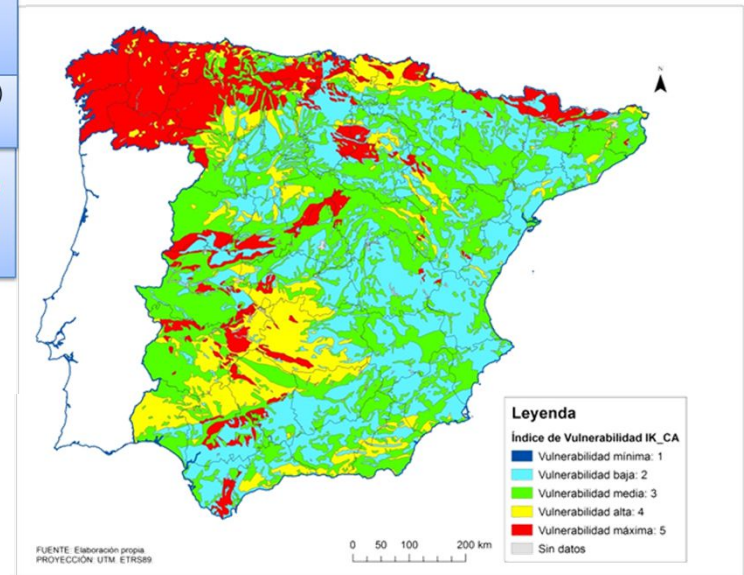 )
N
Leyenda
Índice de Vulnerabilidad IK_CA
Vulnerabilidad mínima: 1
Vulnerabilidad baja: 2
Vulnerabilidad media: 3
Vulnerabilidad alta: 4
Vulnerabilidad máxima: 5
Sin datos
FUENTE: Elaboración propia
PROYECCIÓN: UTM ETRS89
0 50 100 200 km